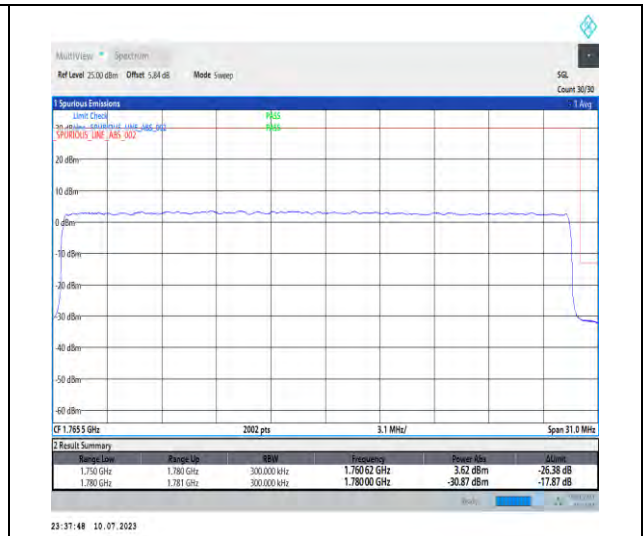 MultiView Spectrum
Ref Level 25.00 dBm Offset 5.84 dB Mode Sweep SGL
Count 30/30
1 Spurious Emissions 1 Avg
Limit Check PASS
SPURIOUS_LINE_ABS_002 PASS
SPURIOUS_LINE_ABS_002
20 dBm
10 dBm
0 dBm
-10 dBm
-20 dBm
-30 dBm
-40 dBm
-50 dBm
-60 dBm
CF 1.765 5 GHz 2002 pts 3.1 MHz/ Span 31.0 MHz
2 Result Summary
Range Low Range Up RBW Frequency Power Abs ΔLimit
1.750 GHz 1.780 GHz 300.000 kHz 1.760 62 GHz 3.62 dBm -26.38 dB
1.780 GHz 1.781 GHz 300.000 kHz 1.780 00 GHz -30.87 dBm -17.87 dB
23:37:48 10.07.2023